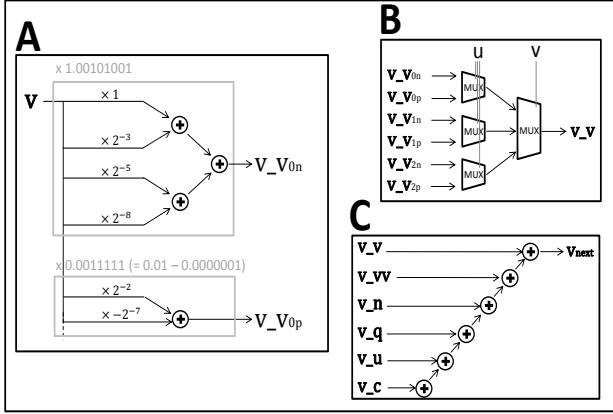 A
x 1.00101001
V
× 1
× 2⁻³
× 2⁻⁵
× 2⁻⁸
V_V0n
x 0.0011111 (= 0.01 – 0.0000001)
× 2⁻²
× −2⁻⁷
V_V0p
B
u
v
V_V0n
V_V0p
V_V1n
V_V1p
V_V2n
V_V2p
MUX
MUX
MUX
MUX
V_V
C
V_V
V_VV
V_n
V_q
V_u
V_c
Vnext